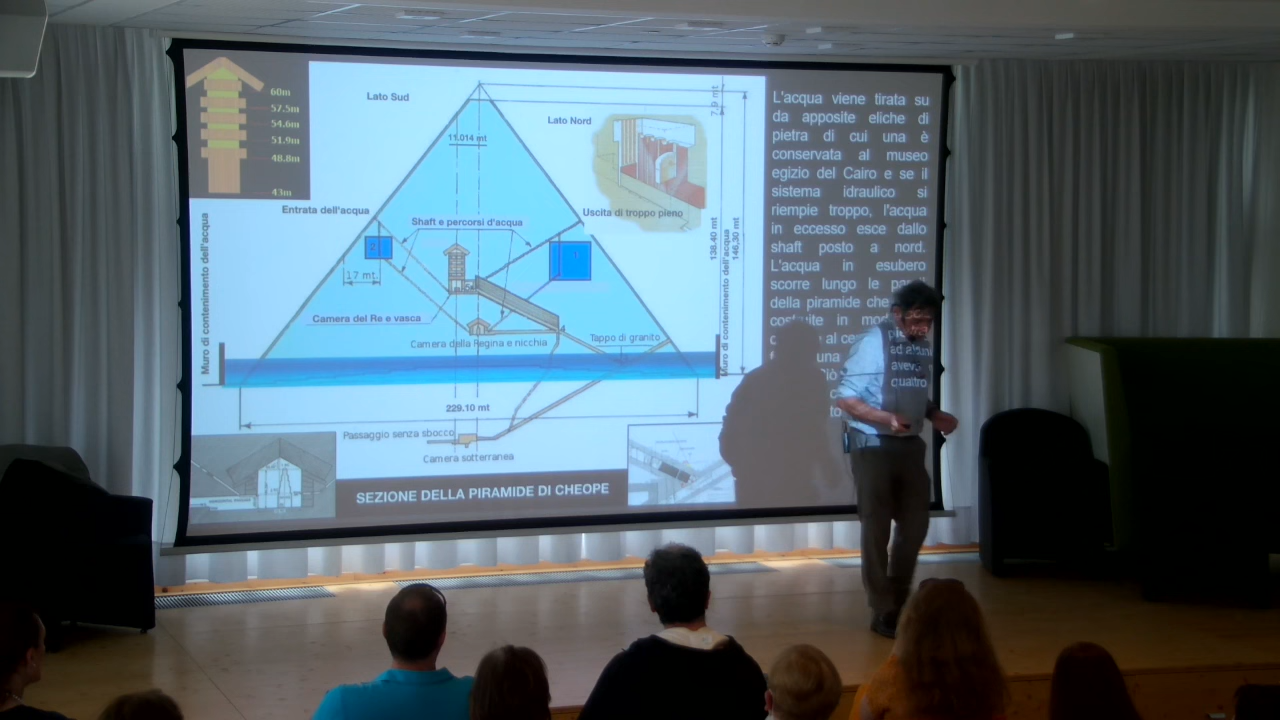 60m
57.5m
54.6m
51.9m
48.8m
43m
Lato Sud
Lato Nord
11.014 mt
7,9 mt
Entrata dell'acqua
Shaft e percorsi d'acqua
Uscita di troppo pieno
Muro di contenimento dell'acqua
17 mt.
138.40 mt
146,30 mt
Muro di contenimento dell'acqua
Camera del Re e vasca
Camera della Regina e nicchia
Tappo di granito
229.10 mt
Passaggio senza sbocco
Camera sotterranea
SEZIONE DELLA PIRAMIDE DI CHEOPE
L'acqua viene tirata su
da apposite eliche di
pietra di cui una è
conservata al museo
egizio del Cairo e se il
sistema idraulico si
riempie troppo, l'acqua
in eccesso esce dallo
shaft posto a nord.
L'acqua in esubero
scorre lungo le
della piramide che
in
al
una
quattro